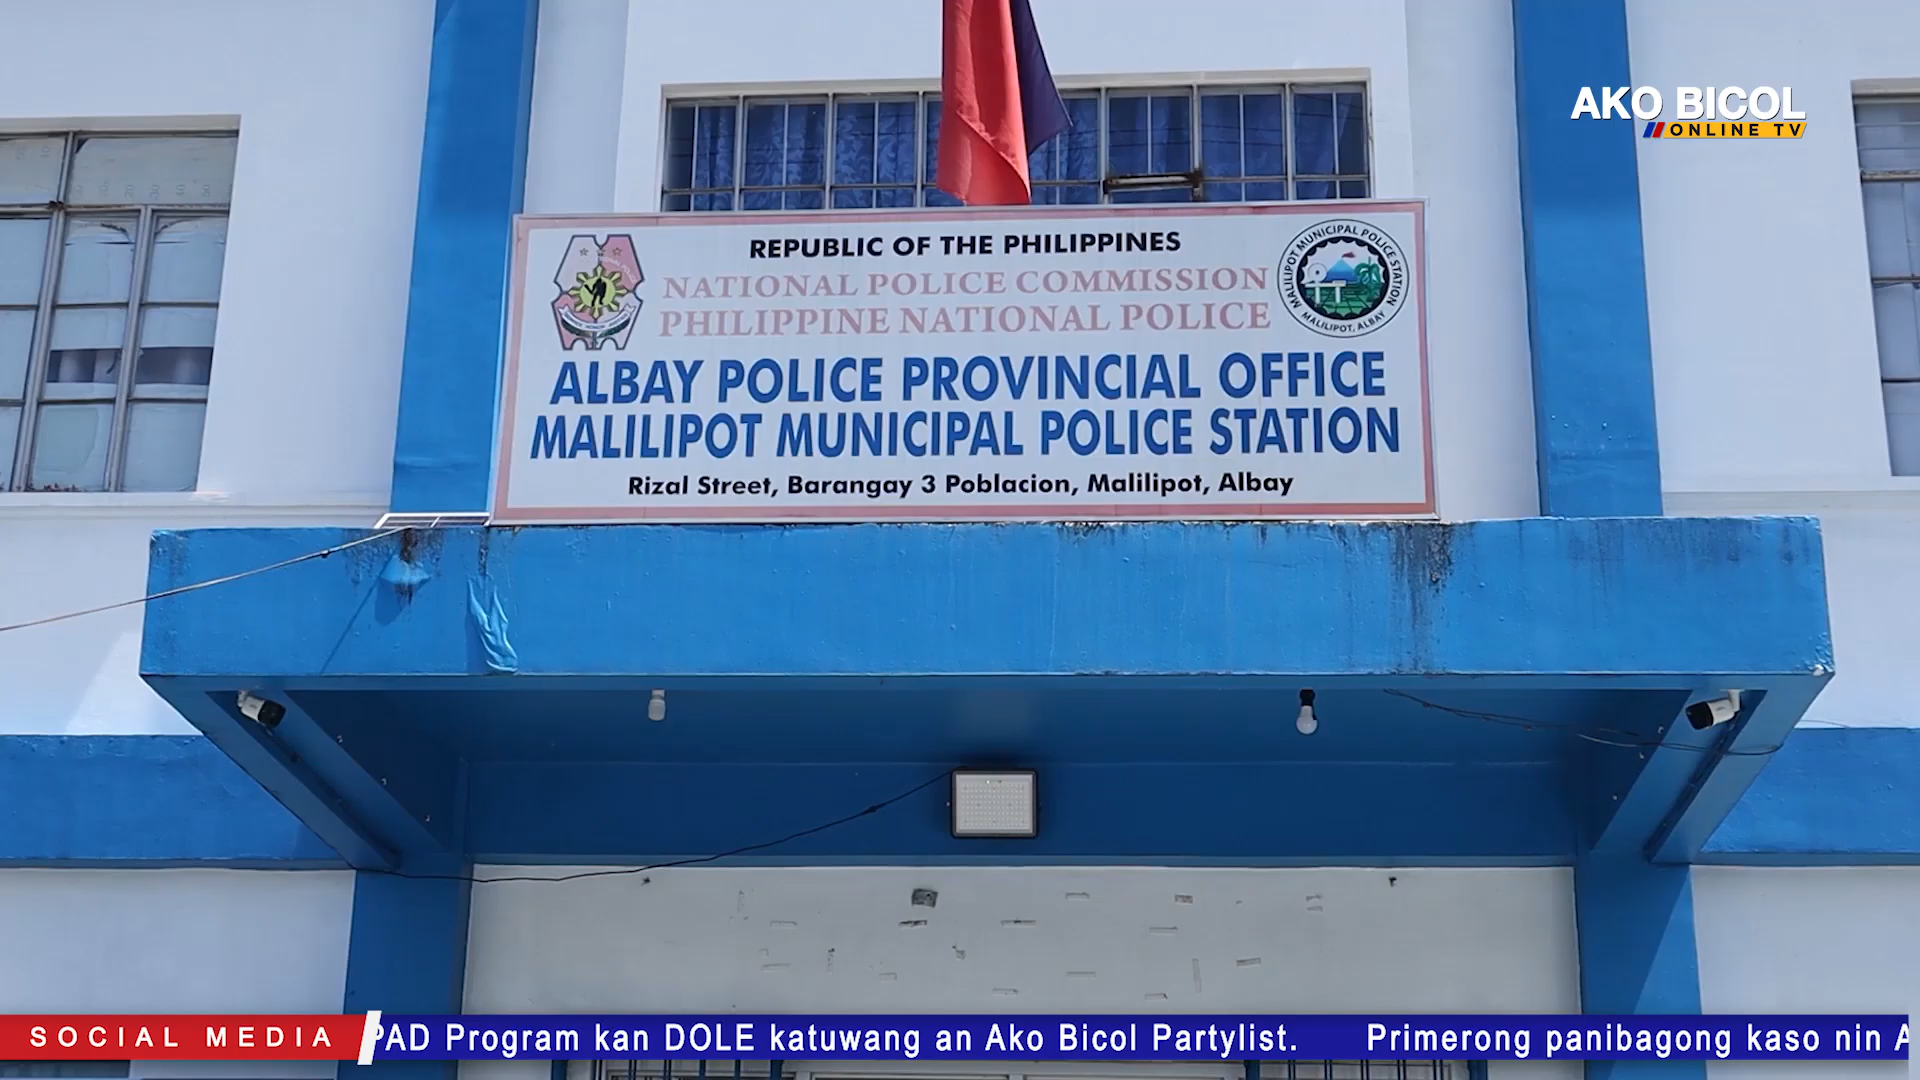 AKO BICOL
ONLINE TV
REPUBLIC OF THE PHILIPPINES
NATIONAL POLICE COMMISSION
PHILIPPINE NATIONAL POLICE
MALILIPOT MUNICIPAL POLICE STATION
MALILIPOT, ALBAY
ALBAY POLICE PROVINCIAL OFFICE
MALILIPOT MUNICIPAL POLICE STATION
Rizal Street, Barangay 3 Poblacion, Malilipot, Albay
SOCIAL MEDIA
PAD Program kan DOLE katuwang an Ako Bicol Partylist. Primerong panibagong kaso nin A